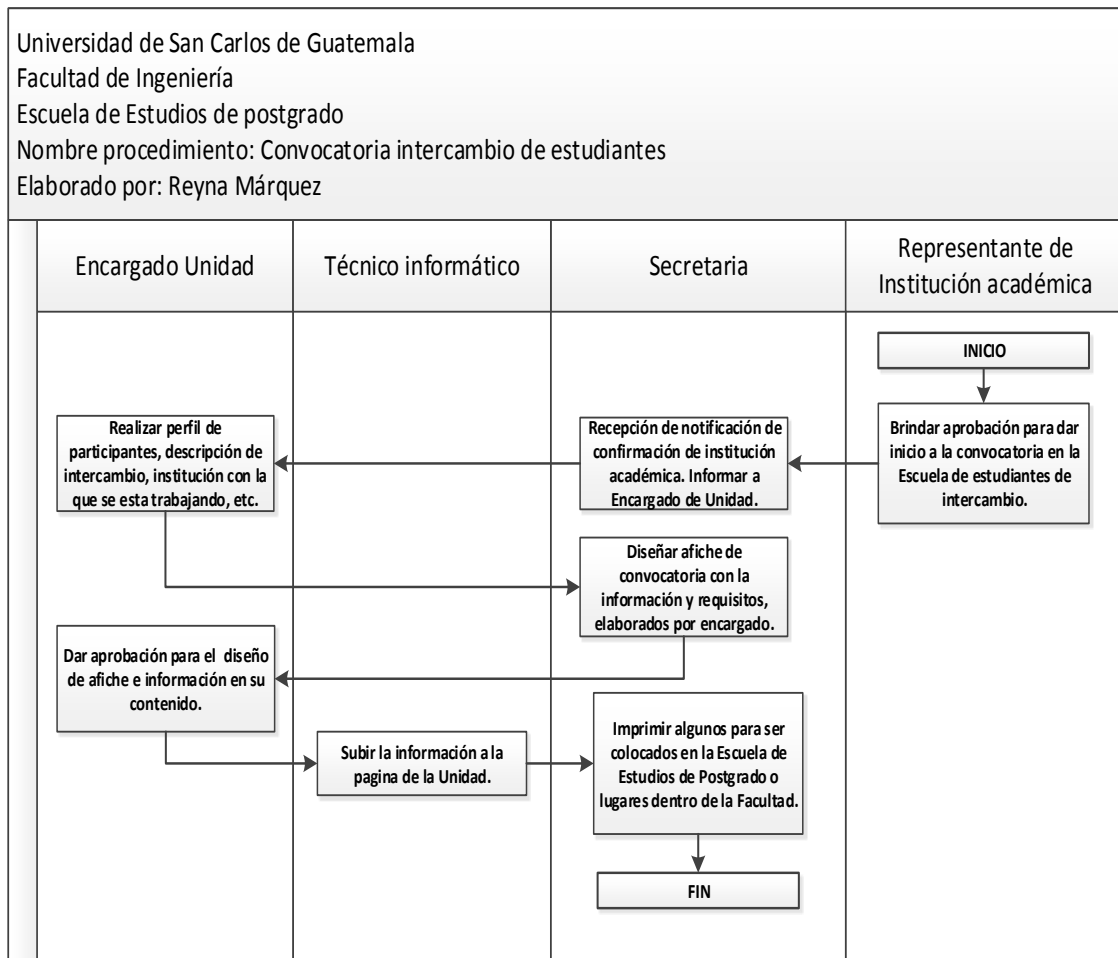 Universidad de San Carlos de Guatemala
Facultad de Ingeniería
Escuela de Estudios de postgrado
Nombre procedimiento: Convocatoria intercambio de estudiantes
Elaborado por: Reyna Márquez
Encargado Unidad
Técnico informático
Secretaria
Representante de
Institución académica
INICIO
Brindar aprobación para dar
inicio a la convocatoria en la
Escuela de estudiantes de
intercambio.
Recepción de notificación de
confirmación de institución
académica. Informar a
Encargado de Unidad.
Realizar perfil de
participantes, descripción de
intercambio, institución con la
que se esta trabajando, etc.
Diseñar afiche de
convocatoria con la
información y requisitos,
elaborados por encargado.
Dar aprobación para el diseño
de afiche e información en su
contenido.
Subir la información a la
pagina de la Unidad.
Imprimir algunos para ser
colocados en la Escuela de
Estudios de Postgrado o
lugares dentro de la Facultad.
FIN